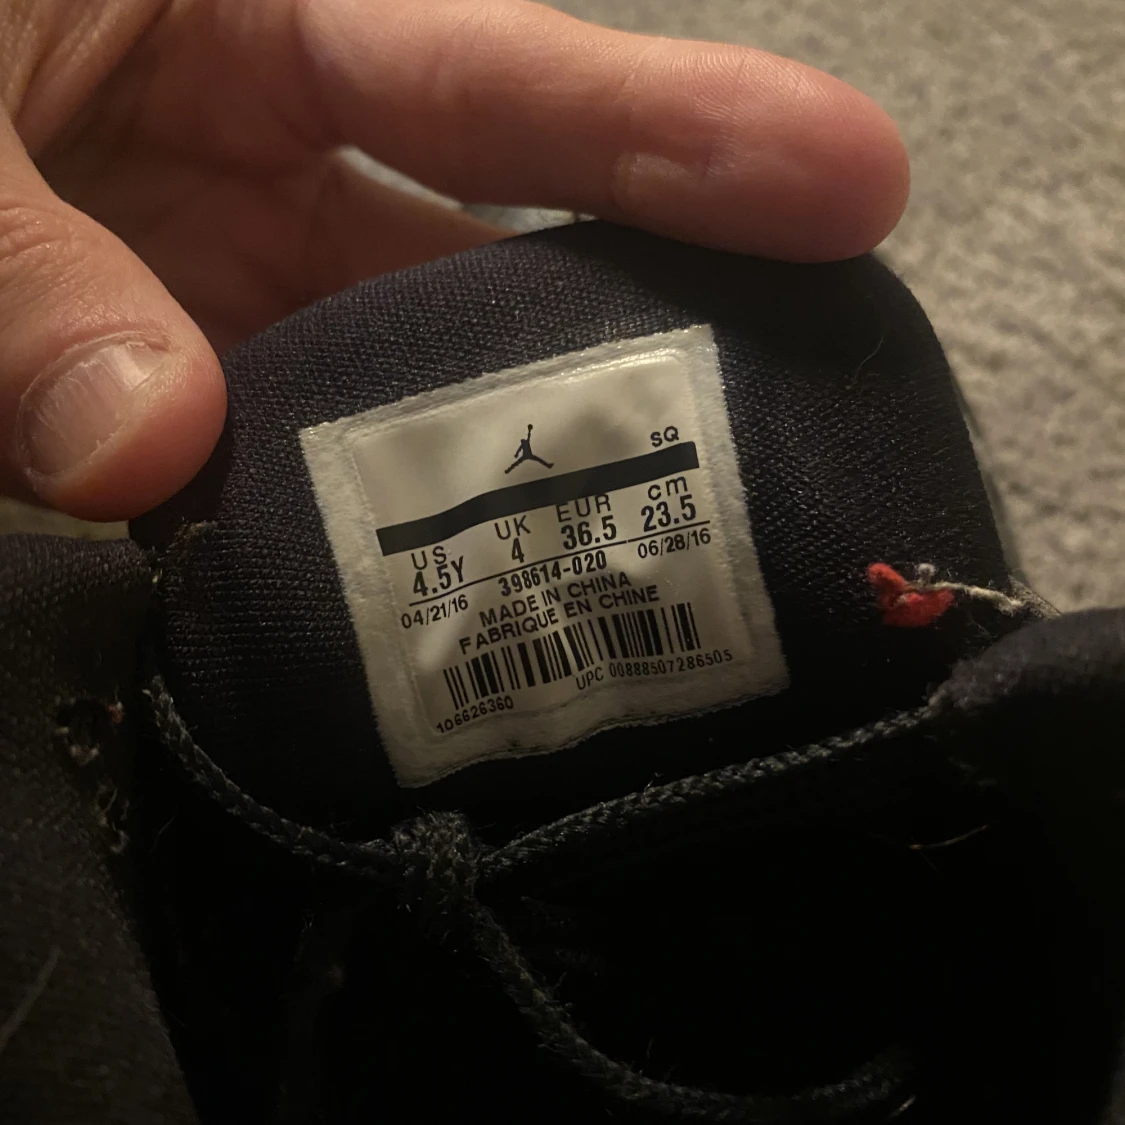 SQ
US UK EUR cm
4.5Y 4 36.5 23.5
04/21/16 398614-020 06/28/16
MADE IN CHINA
FABRIQUE EN CHINE
106626360 UPC 00888507286505